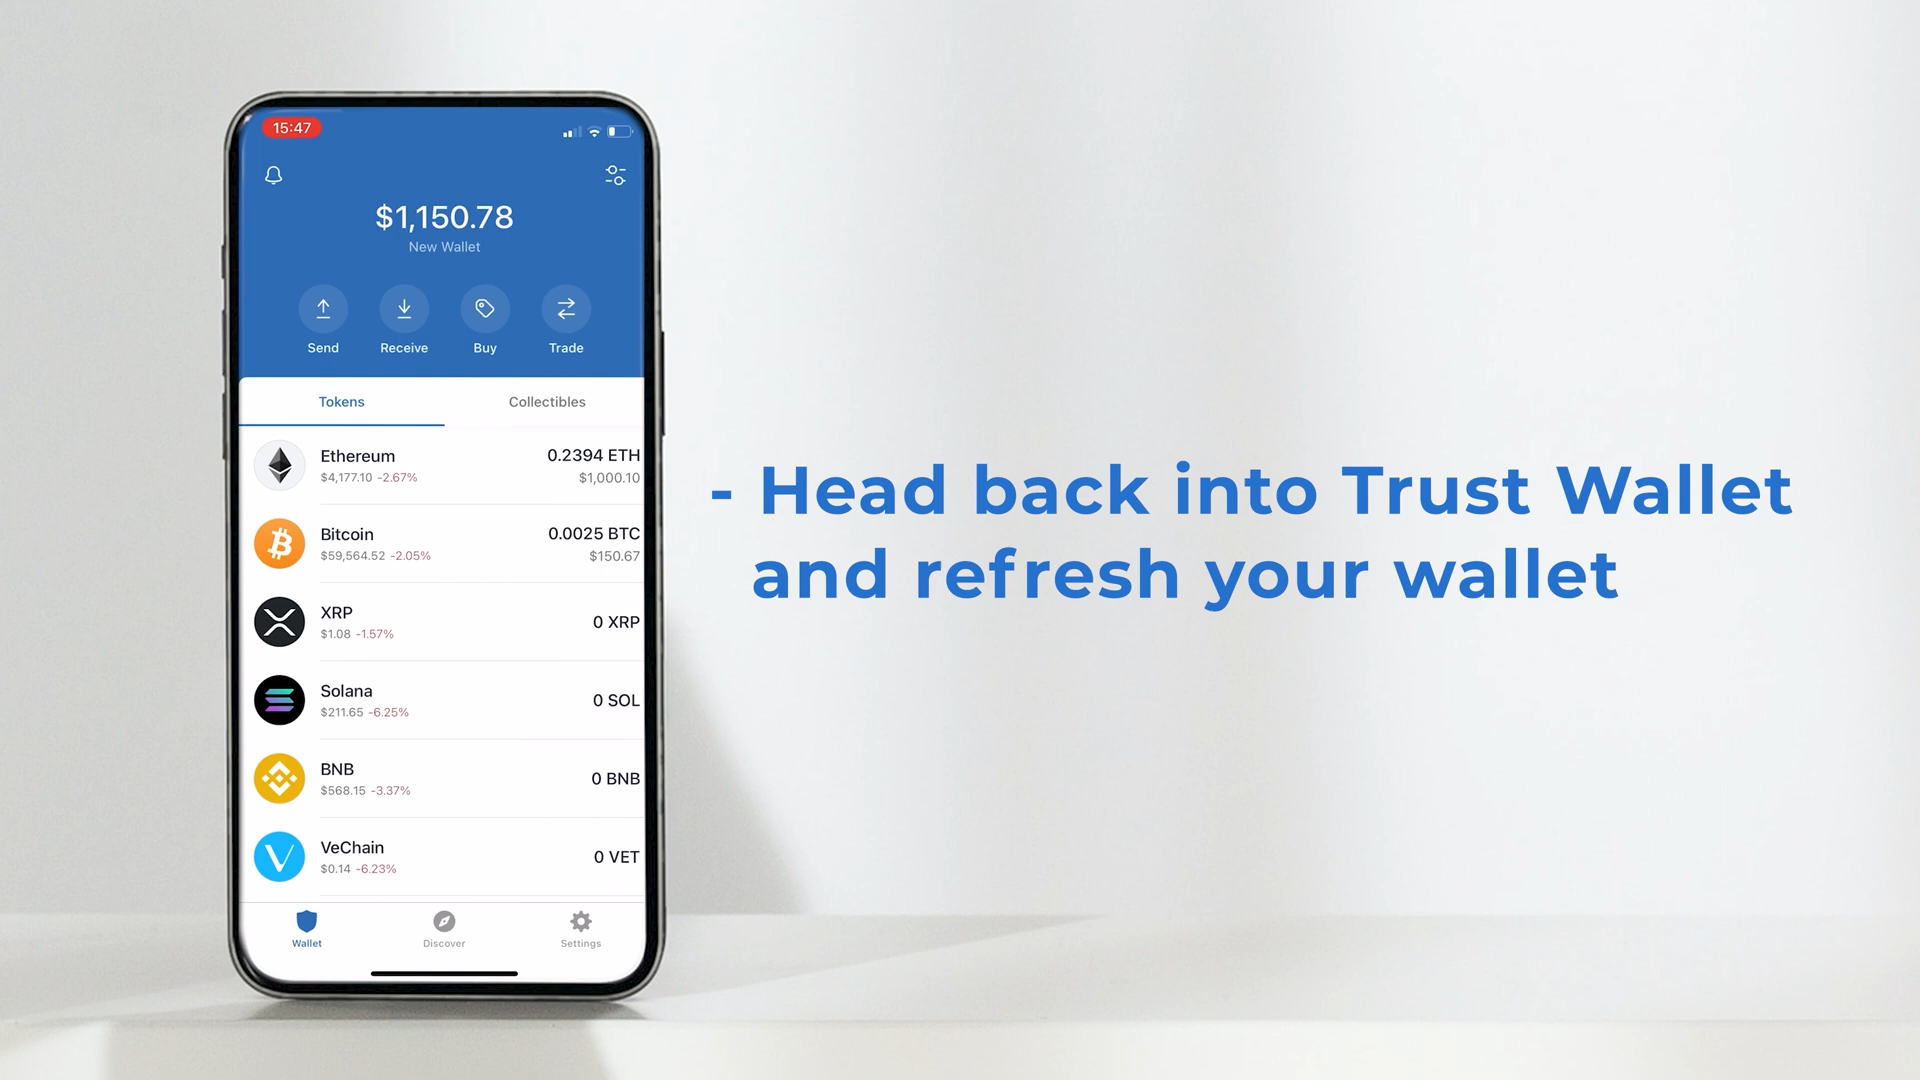 15:47
$1,150.78
New Wallet
Send Receive Buy Trade
Tokens Collectibles
Ethereum 0.2394 ETH
$4,177.10 -2.67% $1,000.10
Bitcoin 0.0025 BTC
$59,564.52 -2.05% $150.67
XRP
$1.08 -1.57% 0 XRP
Solana
$211.65 -6.25% 0 SOL
BNB
$568.15 -3.37% 0 BNB
VeChain
$0.14 -6.23% 0 VET
Wallet Discover Settings
- Head back into Trust Wallet
and refresh your wallet